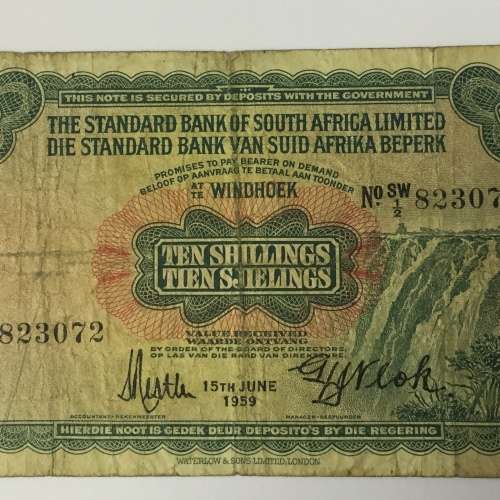 THIS NOTE IS SECURED BY DEPOSITS WITH THE GOVERNMENT
THE STANDARD BANK OF SOUTH AFRICA LIMITED
DIE STANDARD BANK VAN SUID AFRIKA BEPERK
PROMISES TO PAY BEARER ON DEMAND
BELOOF OP AANVRAAG TE BETAAL AAN TOONDER
AT
TE WINDHOEK
No. SW 1/2 823072
TEN SHILLINGS
TIEN SJIELINGS
823072
VALUE RECEIVED
WAARDE ONTVANG
BY ORDER OF THE BOARD OF DIRECTORS
OP LAS VAN DIE RAAD VAN DIREKTEURE
15TH JUNE
1959
ACCOUNTANT-REKENMEESTER
MANAGER-BESTUURDER
HIERDIE NOOT IS GEDEK DEUR DEPOSITO'S BY DIE REGERING
WATERLOW & SONS LIMITED, LONDON